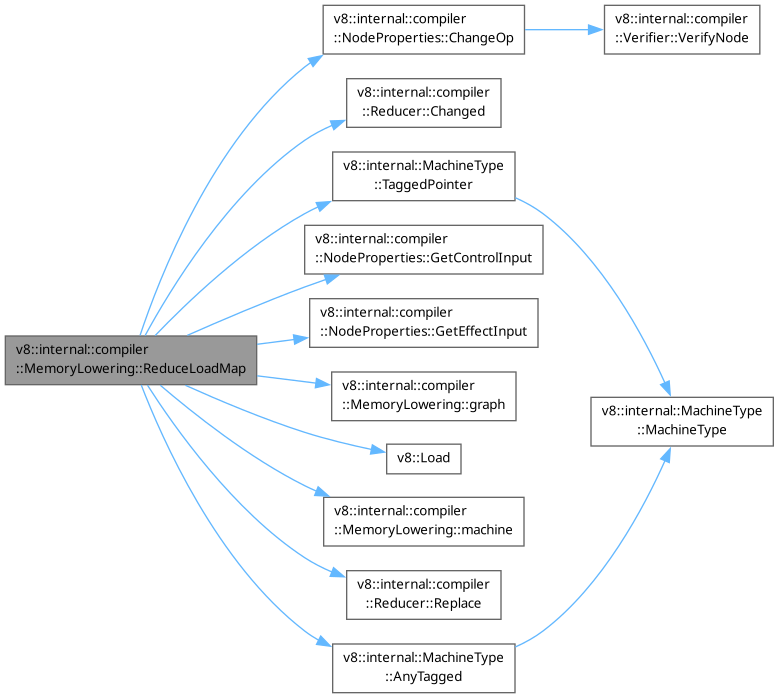 v8::internal::compiler
::MemoryLowering::ReduceLoadMap
v8::internal::compiler
::NodeProperties::ChangeOp
v8::internal::compiler
::Verifier::VerifyNode
v8::internal::compiler
::Reducer::Changed
v8::internal::MachineType
::TaggedPointer
v8::internal::compiler
::NodeProperties::GetControlInput
v8::internal::compiler
::NodeProperties::GetEffectInput
v8::internal::compiler
::MemoryLowering::graph
v8::Load
v8::internal::compiler
::MemoryLowering::machine
v8::internal::compiler
::Reducer::Replace
v8::internal::MachineType
::AnyTagged
v8::internal::MachineType
::MachineType